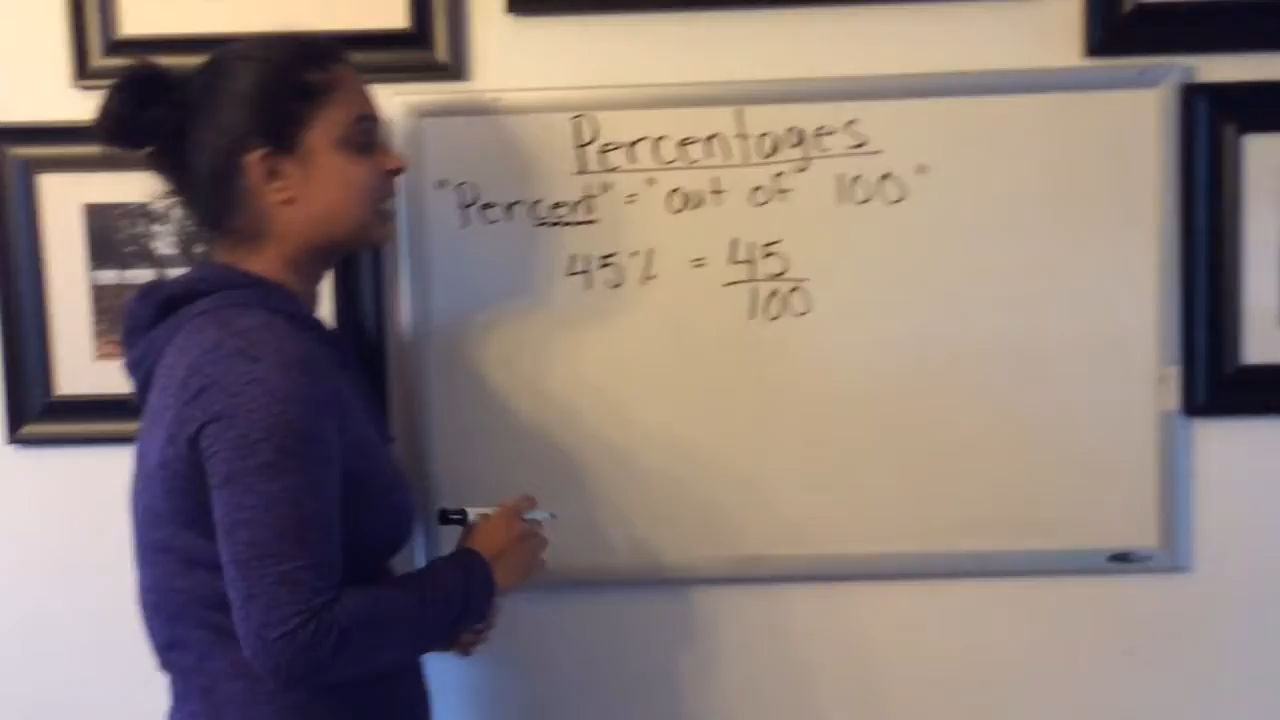 Percentages
"Percent" = "out of 100"
45% = 45
100